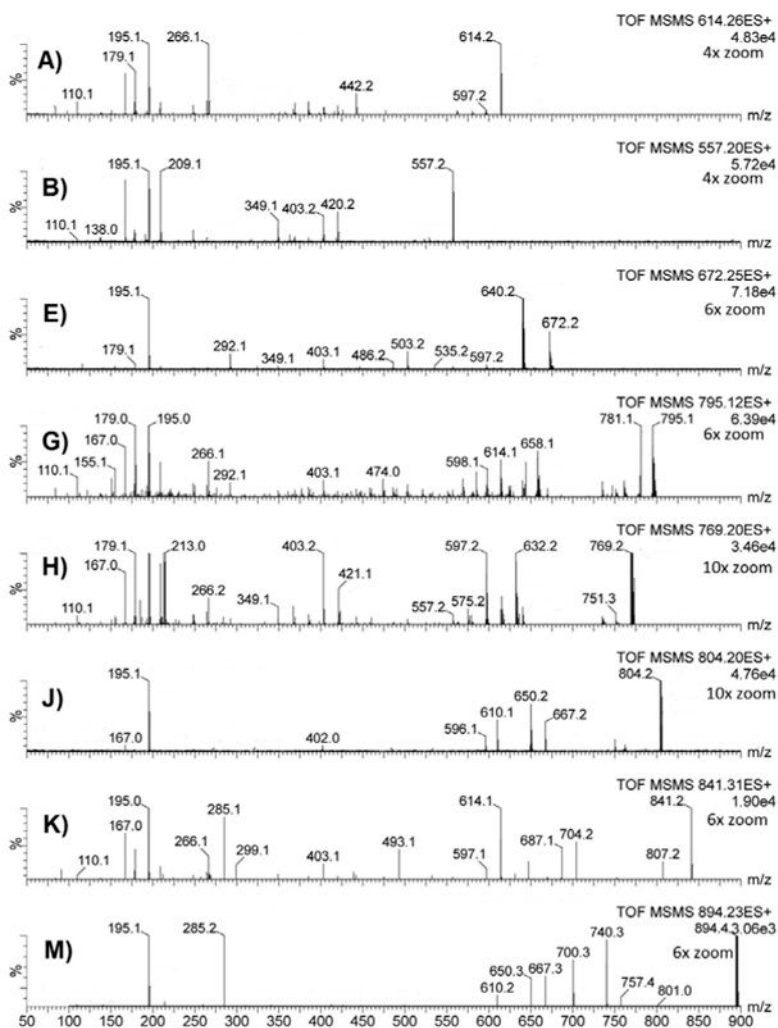 TOF MSMS 614.26ES+
4.83e4
4x zoom
A)
%
110.1 179.1 195.1 266.1 442.2 597.2 614.2
m/z
TOF MSMS 557.20ES+
5.72e4
4x zoom
B)
%
110.1 138.0 195.1 209.1 349.1 403.2 420.2 557.2
m/z
TOF MSMS 672.25ES+
7.18e4
6x zoom
E)
%
179.1 195.1 292.1 349.1 403.1 486.2 503.2 535.2 597.2 640.2 672.2
m/z
TOF MSMS 795.12ES+
6.39e4
6x zoom
G)
%
110.1 155.1 167.0 179.0 195.0 266.1 292.1 403.1 474.0 598.1 614.1 658.1 781.1 795.1
m/z
TOF MSMS 769.20ES+
3.46e4
10x zoom
H)
%
110.1 167.0 179.1 213.0 266.2 349.1 403.2 421.1 557.2 575.2 597.2 632.2 751.3 769.2
m/z
TOF MSMS 804.20ES+
4.76e4
10x zoom
J)
%
167.0 195.1 402.0 596.1 610.1 650.2 667.2 804.2
m/z
TOF MSMS 841.31ES+
1.90e4
6x zoom
K)
%
110.1 167.0 195.0 266.1 285.1 299.1 403.1 493.1 597.1 614.1 687.1 704.2 807.2 841.2
m/z
TOF MSMS 894.23ES+
3.06e3
6x zoom
M)
%
195.1 285.2 610.2 650.3 667.3 700.3 740.3 757.4 801.0 894.4
m/z
50 100 150 200 250 300 350 400 450 500 550 600 650 700 750 800 850 900